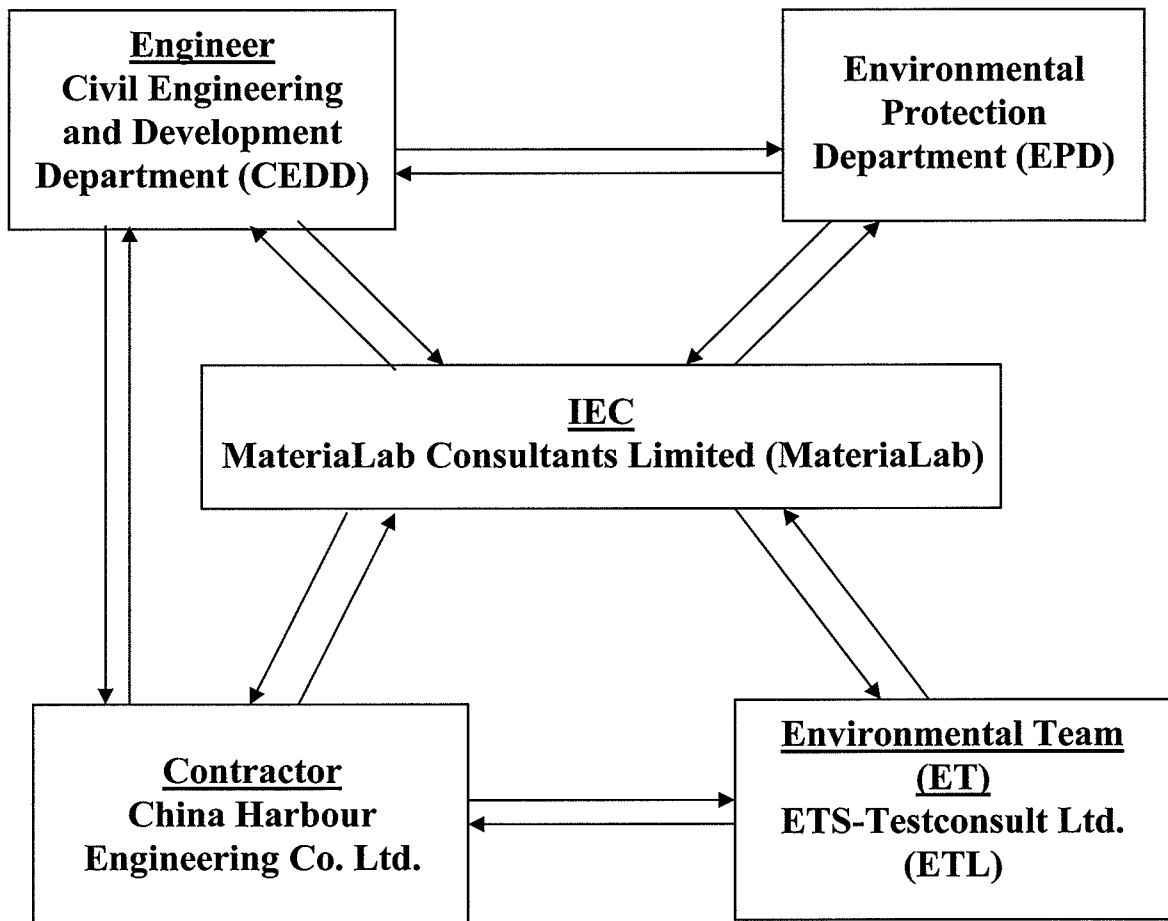 Engineer
Civil Engineering
and Development
Department (CEDD)
Environmental
Protection
Department (EPD)
IEC
MateriaLab Consultants Limited (MateriaLab)
Contractor
China Harbour
Engineering Co. Ltd.
Environmental Team
(ET)
ETS-Testconsult Ltd.
(ETL)